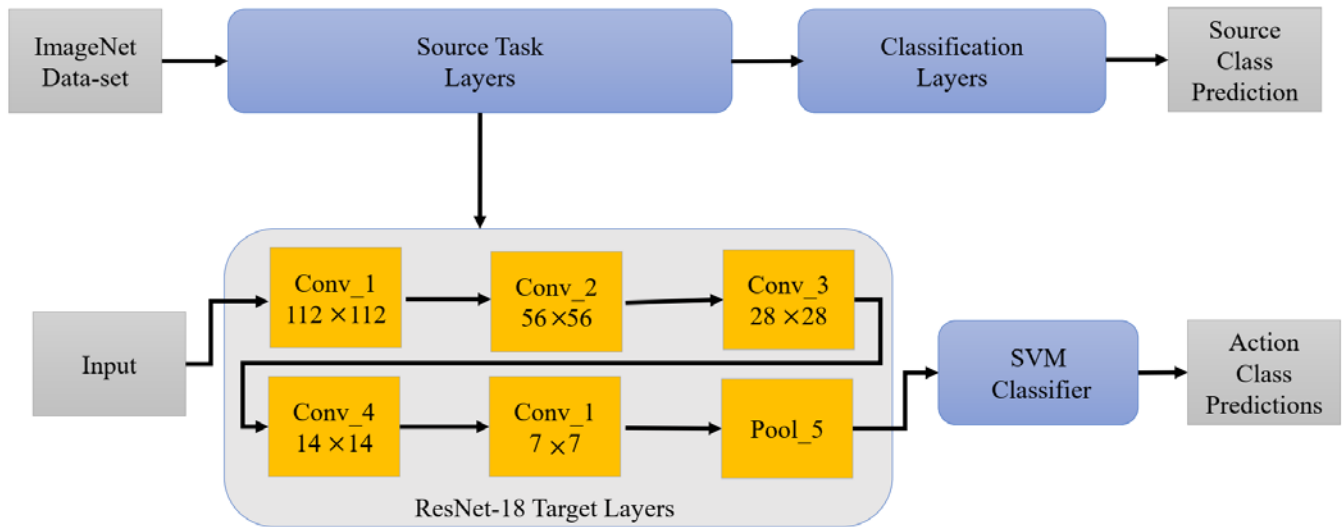 ImageNet
Data-set
Source Task
Layers
Classification
Layers
Source
Class
Prediction
Input
Conv_1
112 ×112
Conv_2
56 ×56
Conv_3
28 ×28
Conv_4
14 ×14
Conv_1
7 ×7
Pool_5
ResNet-18 Target Layers
SVM
Classifier
Action
Class
Predictions